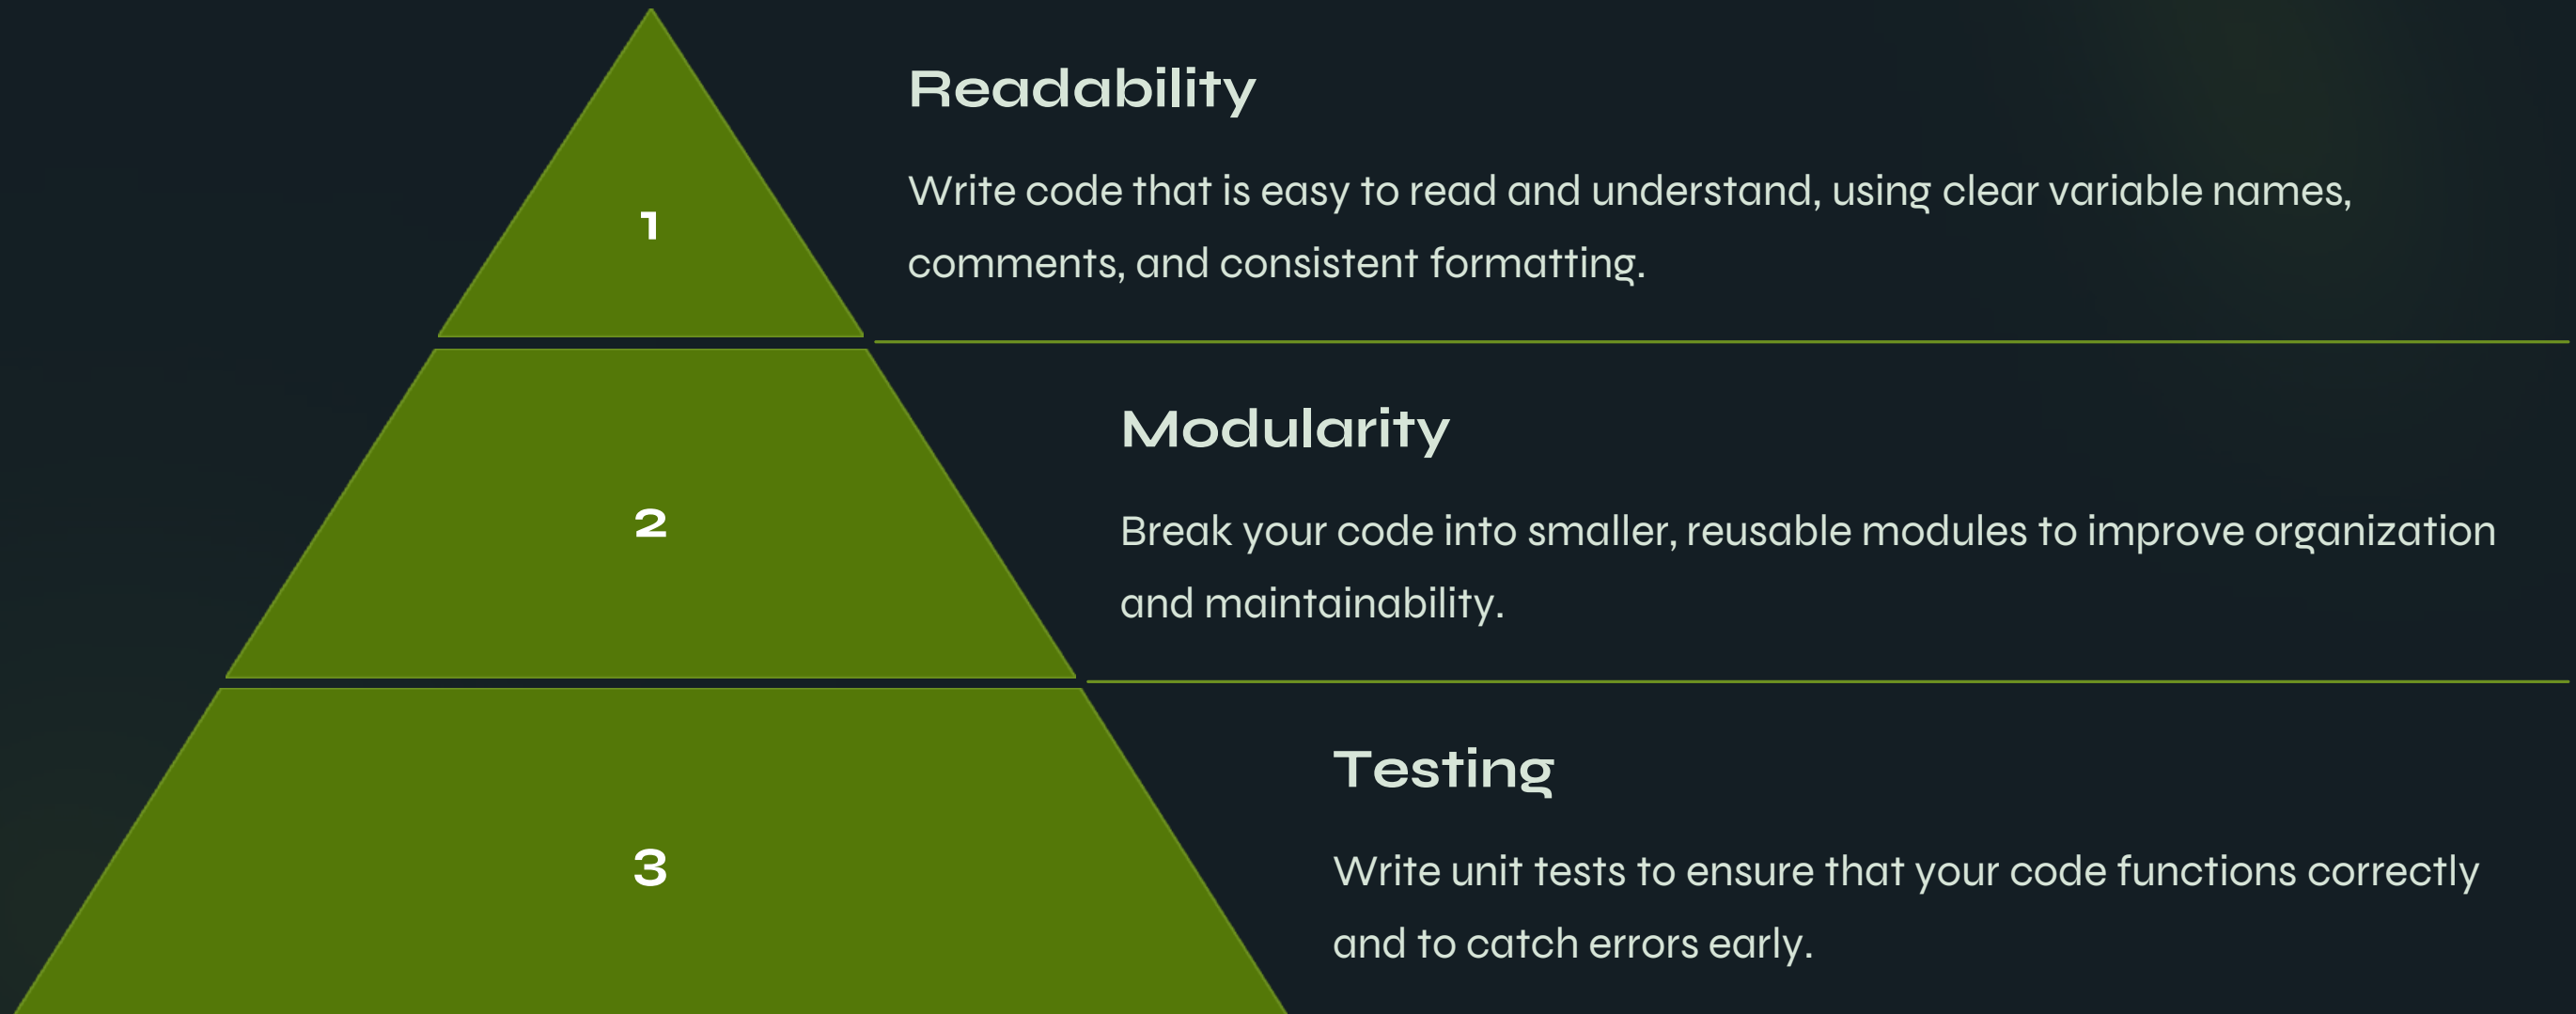 1
Readability
Write code that is easy to read and understand, using clear variable names,
comments, and consistent formatting.
2
Modularity
Break your code into smaller, reusable modules to improve organization
and maintainability.
3
Testing
Write unit tests to ensure that your code functions correctly
and to catch errors early.